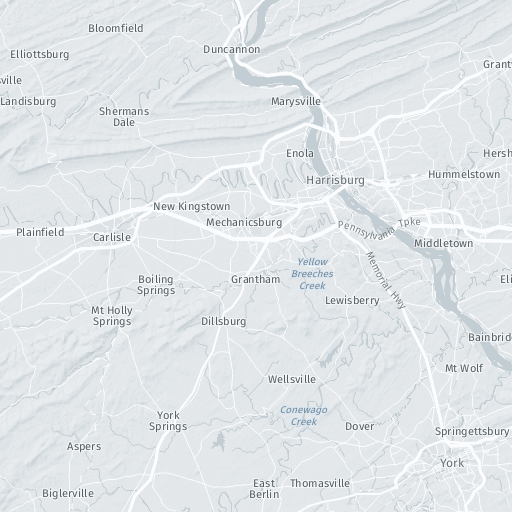 Bloomfield
Duncannon
Elliottsburg
Grant
sville
Landisburg
Marysville
Shermans
Dale
Enola
Hersh
Harrisburg
Hummelstown
New Kingstown
Mechanicsburg
Pennsylvania Tpke
Plainfield
Carlisle
Middletown
Memorial Hwy
Yellow
Breeches
Creek
Boiling
Springs
Grantham
Eli
Lewisberry
Mt Holly
Springs
Dillsburg
Bainbridge
Mt Wolf
Wellsville
York
Springs
Conewago
Creek
Dover
Springettsbury
Aspers
York
East
Berlin
Thomasville
Biglerville